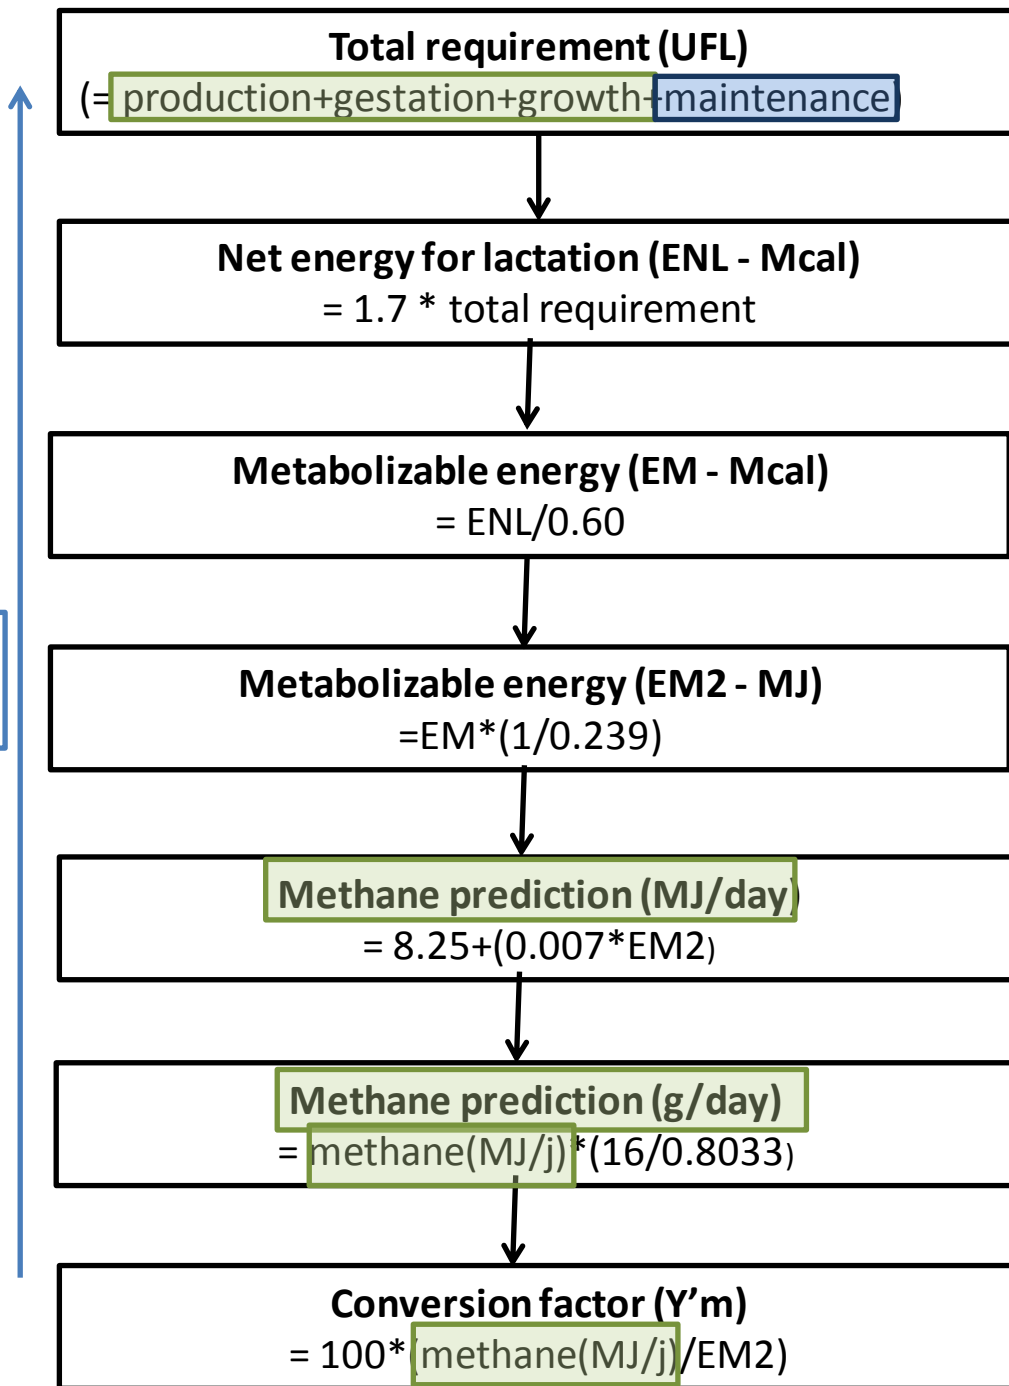 Total requirement (UFL)
(= production+gestation+growth+maintenance)
Net energy for lactation (ENL - Mcal)
= 1.7 * total requirement
Metabolizable energy (EM - Mcal)
= ENL/0.60
Metabolizable energy (EM2 - MJ)
=EM*(1/0.239)
Methane prediction (MJ/day)
= 8.25+(0.007*EM2)
Methane prediction (g/day)
= methane(MJ/j)*(16/0.8033)
Conversion factor (Y’m)
= 100*(methane(MJ/j)/EM2)